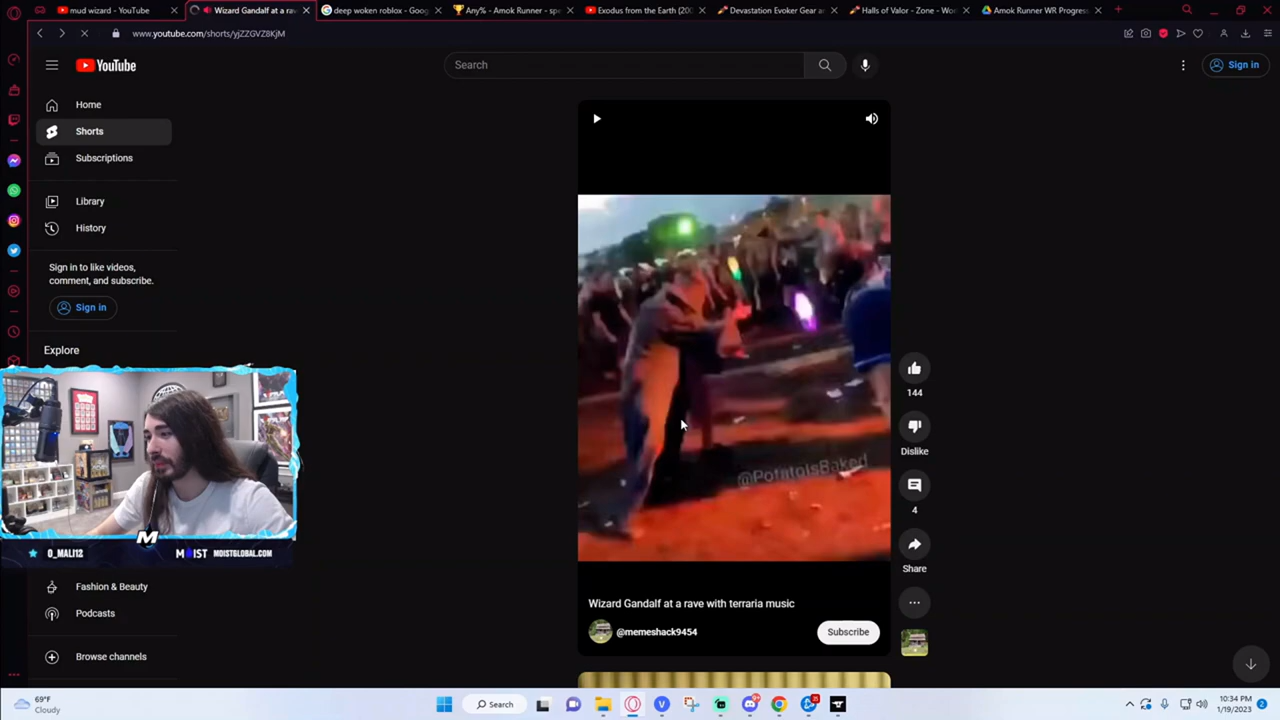 mud wizard - YouTube
Wizard Gandalf at a rav
deep woken roblox - Goog
Any% - Amok Runner - spe
Exodus from the Earth [200
Devastation Evoker Gear a
Halls of Valor - Zone - Wo
Amok Runner WR Progres
www.youtube.com/shorts/yjZZGVZ8KjM
YouTube
Search
Sign in
Home
Shorts
Subscriptions
Library
History
Sign in to like videos,
comment, and subscribe.
Sign in
Explore
144
Dislike
4
Share
@PotatoIsBaked
O_MALI12
M
MOIST
MOISTGLOBAL.COM
Fashion & Beauty
Podcasts
Browse channels
Wizard Gandalf at a rave with terraria music
@memeshack9454
Subscribe
69°F
Cloudy
Search
10:34 PM
1/19/2023